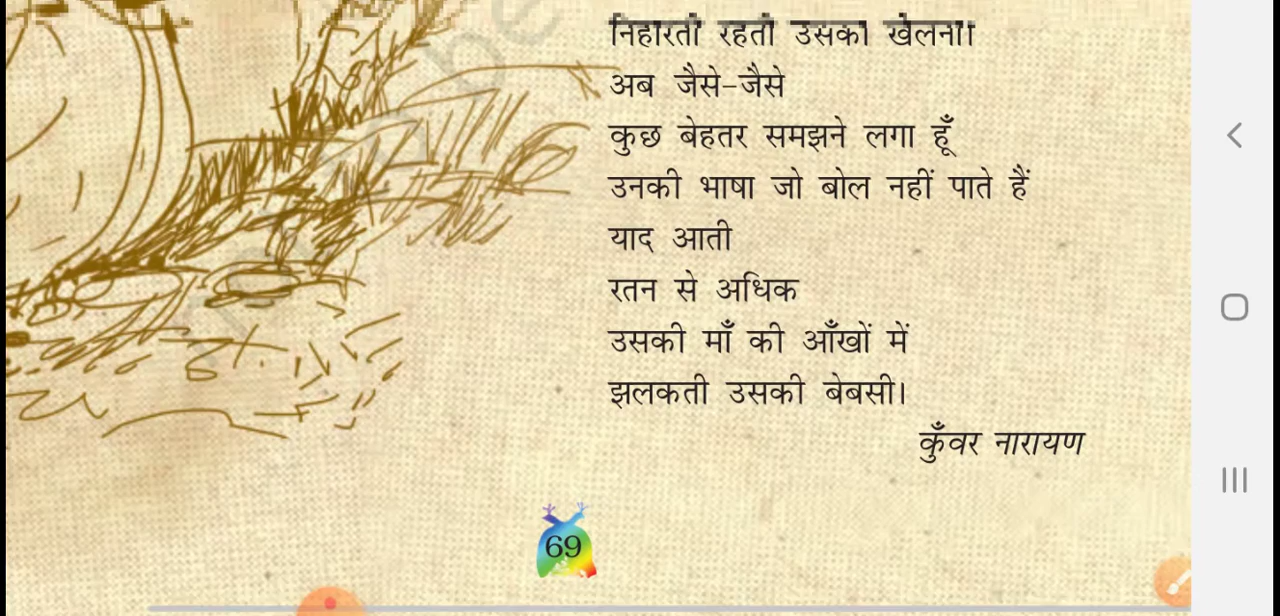 निहारती रहती उसका खेलना।
अब जैसे-जैसे
कुछ बेहतर समझने लगा हूँ
उनकी भाषा जो बोल नहीं पाते हैं
याद आती
रतन से अधिक
उसकी माँ की आँखों में
झलकती उसकी बेबसी।
कुँवर नारायण
69